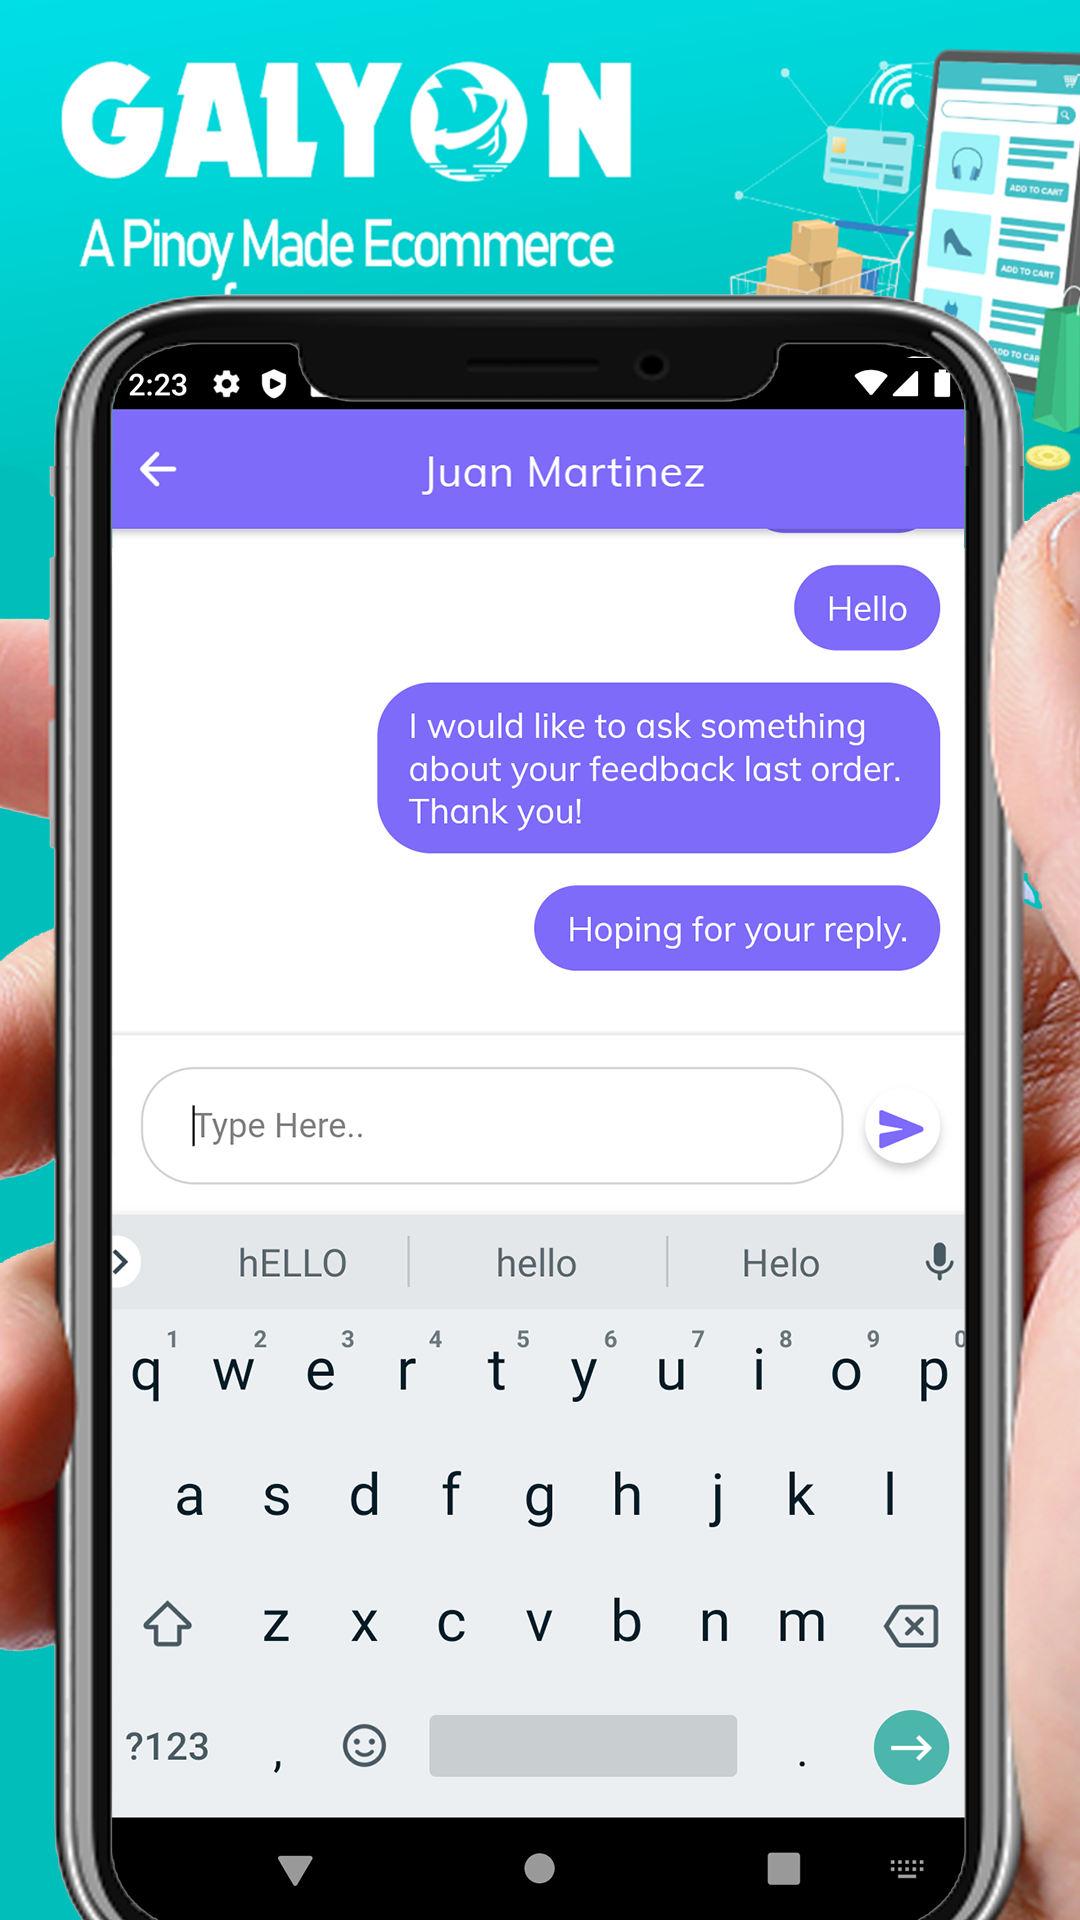 GALYON
A Pinoy Made Ecommerce
ADD TO CART
ADD TO CART
ADD TO CAR
2:23
Juan Martinez
Hello
I would like to ask something
about your feedback last order.
Thank you!
Hoping for your reply.
Type Here..
hELLO hello Helo
1 2 3 4 5 6 7 8 9 0
q w e r t y u i o p
a s d f g h j k l
z x c v b n m
?123 , .